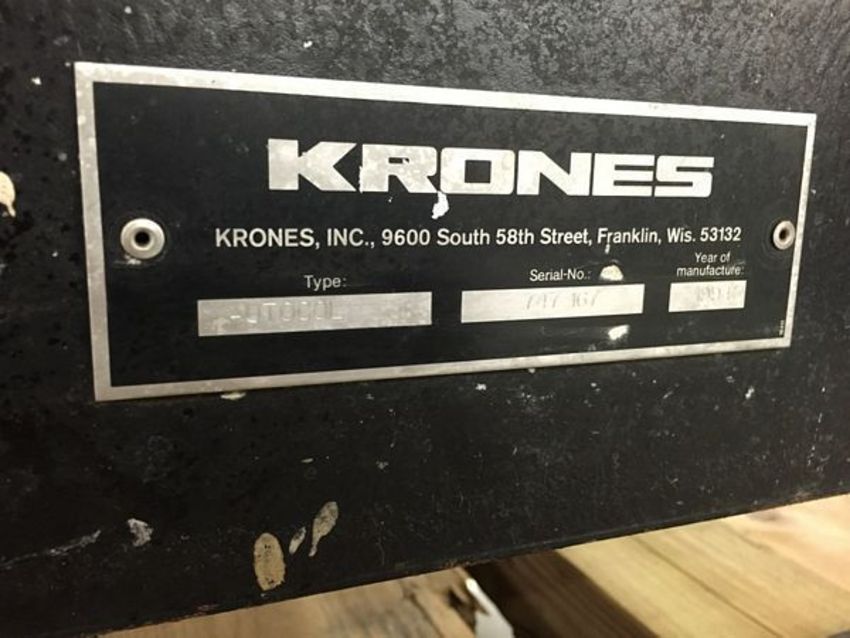 KRONES
KRONES, INC., 9600 South 58th Street, Franklin, Wis. 53132
Type:
Serial-No.:
Year of
manufacture: